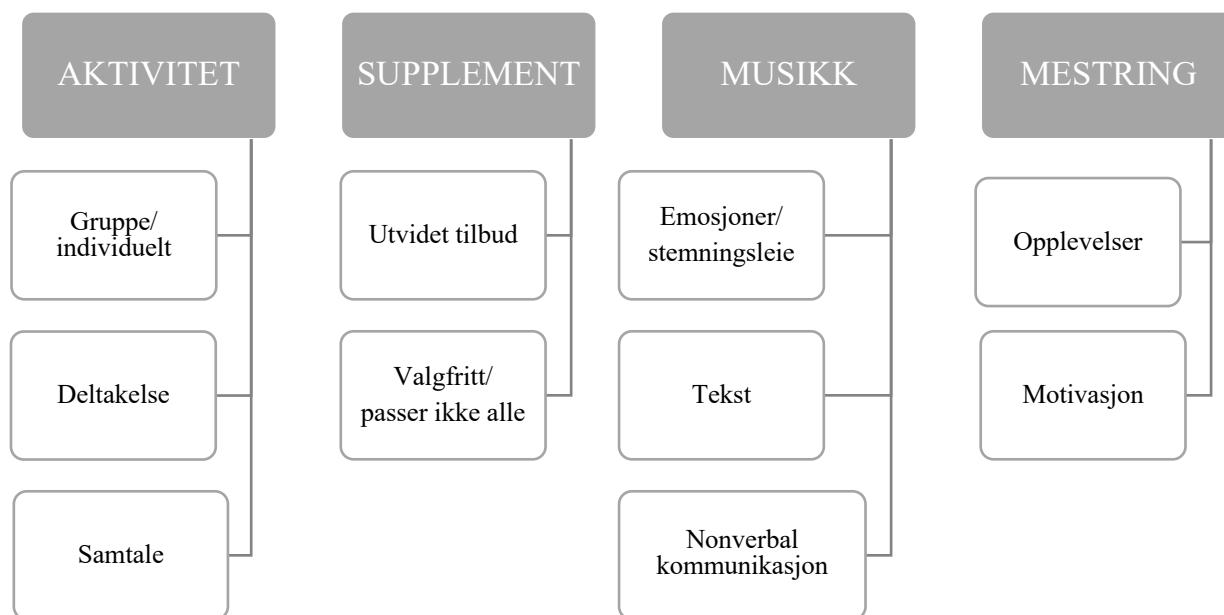 AKTIVITET
Gruppe/
individuelt
Deltakelse
Samtale
SUPPLEMENT
Utvidet tilbud
Valgfritt/
passer ikke alle
MUSIKK
Emosjoner/
stemningsleie
Tekst
Nonverbal
kommunikasjon
MESTRING
Opplevelser
Motivasjon